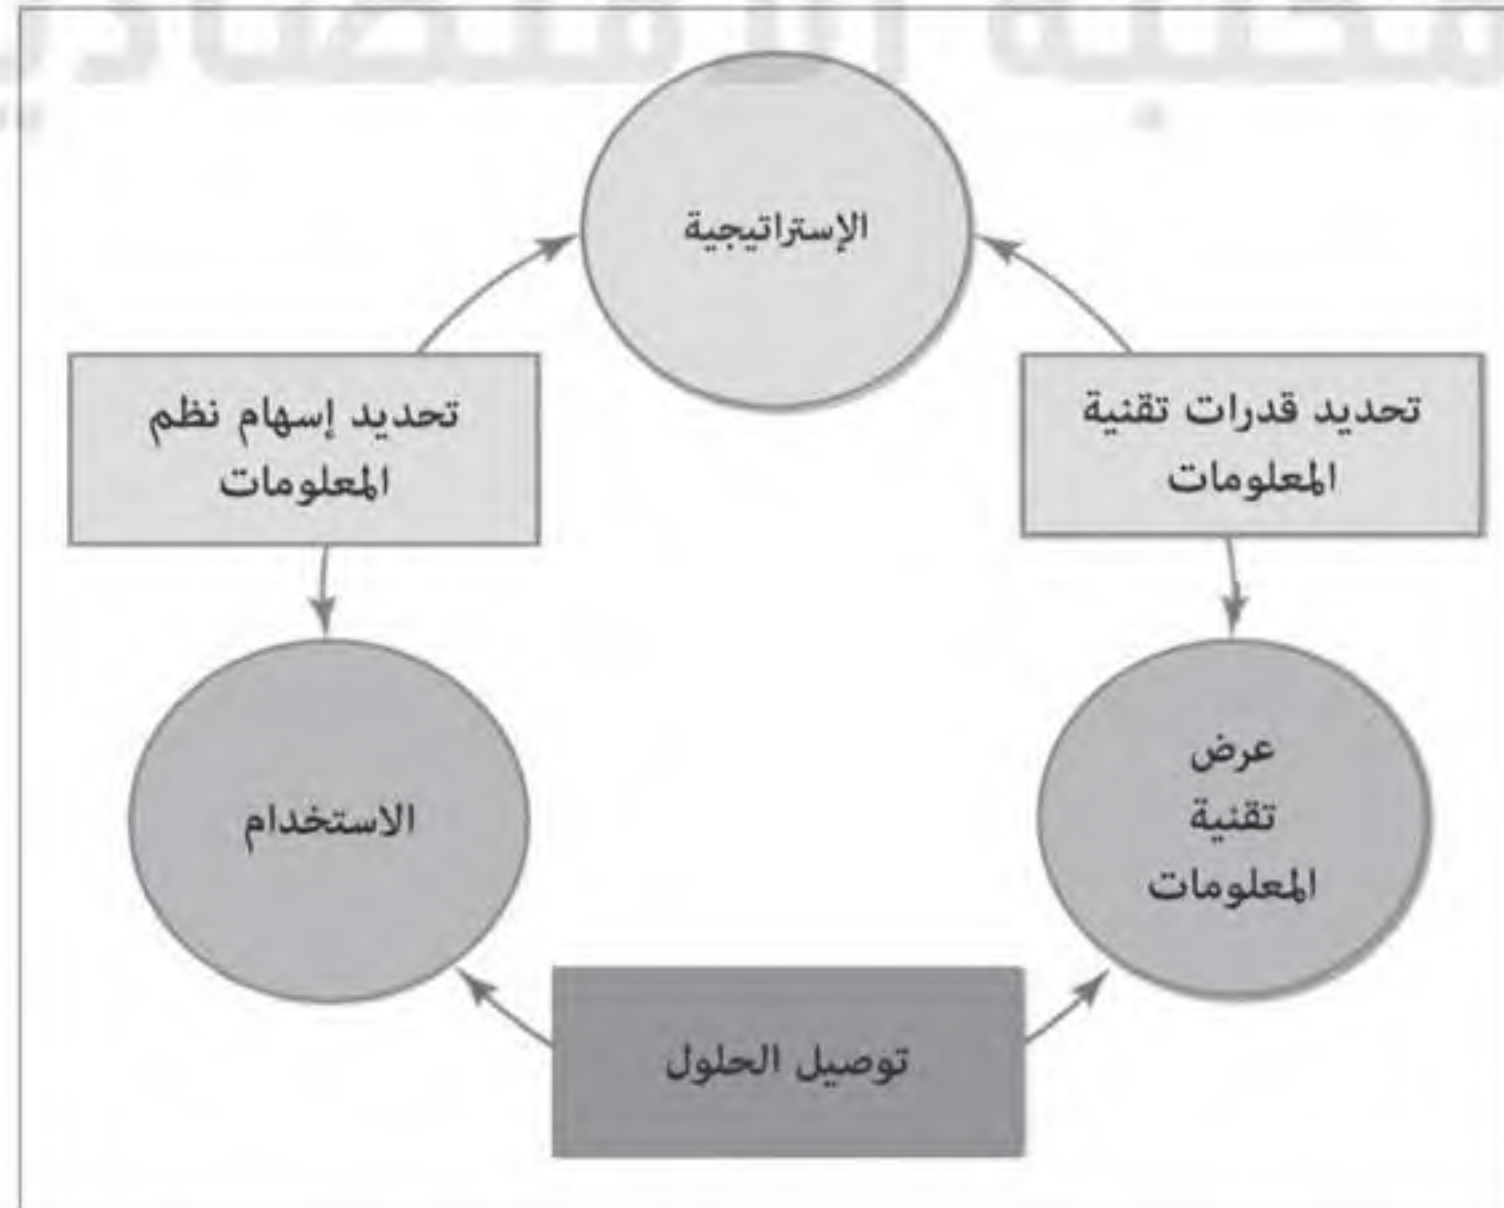 الإستراتيجية
تحديد قدرات تقنية
المعلومات
تحديد إسهام نظم
المعلومات
عرض
تقنية
المعلومات
الاستخدام
توصيل الحلول